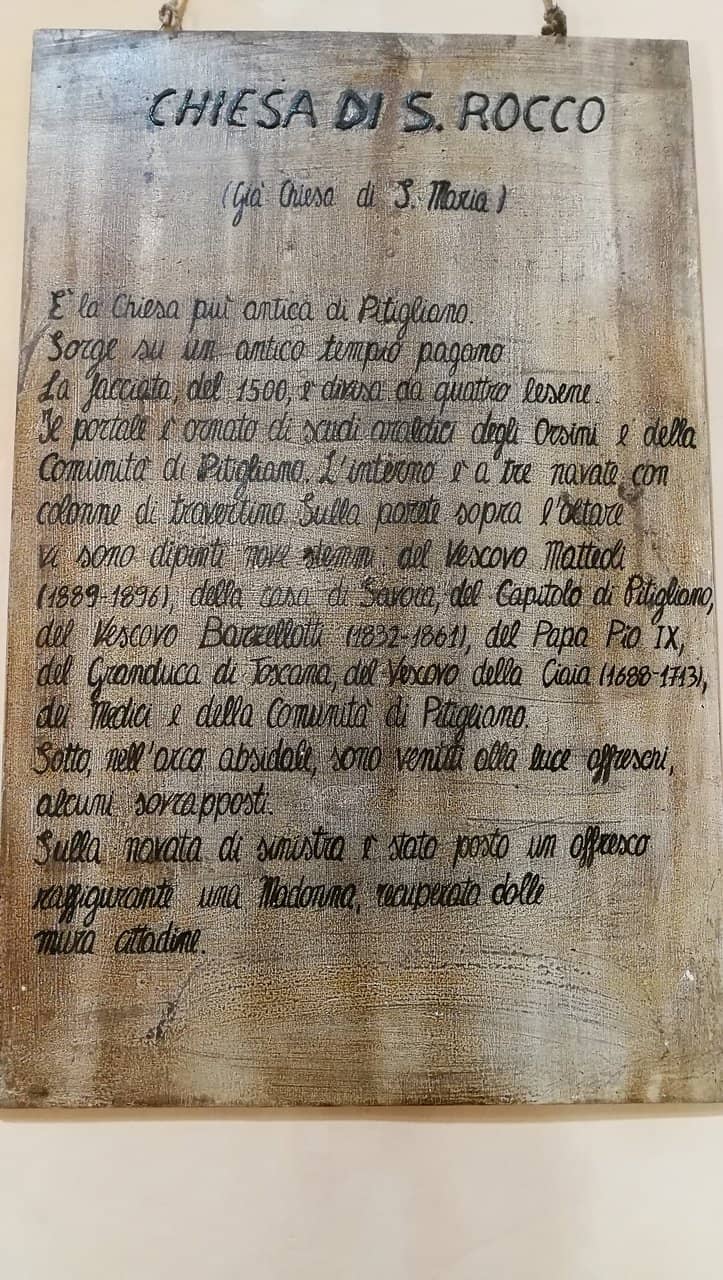 CHIESA DI S. ROCCO
(Già Chiesa di S. Maria)
E' la Chiesa piu' antica di Pitigliano.
Sorge su un antico tempio pagano
La facciata, del 1500, è divisa da quattro lesene.
Il portale è ornato di scudi araldici degli Orsini e della
Comunità di Pitigliano. L'interno è a tre navate con
colonne di travertino. Sulla parete sopra l'altare
vi sono dipinti nove stemmi: del Vescovo Matteoli
(1889-1896), della casa di Savoia, del Capitolo di Pitigliano,
del Vescovo Barzellotti (1832-1861), del Papa Pio IX,
del Granduca di Toscana, del Vescovo della Ciaia (1688-1713),
dei Medici e della Comunità di Pitigliano.
Sotto, nell'arco absidale, sono venuti alla luce affreschi,
alcuni sovrapposti.
Sulla navata di sinistra è stato posto un affresco
raffigurante una Madonna, recuperato dalle
mura cittadine.